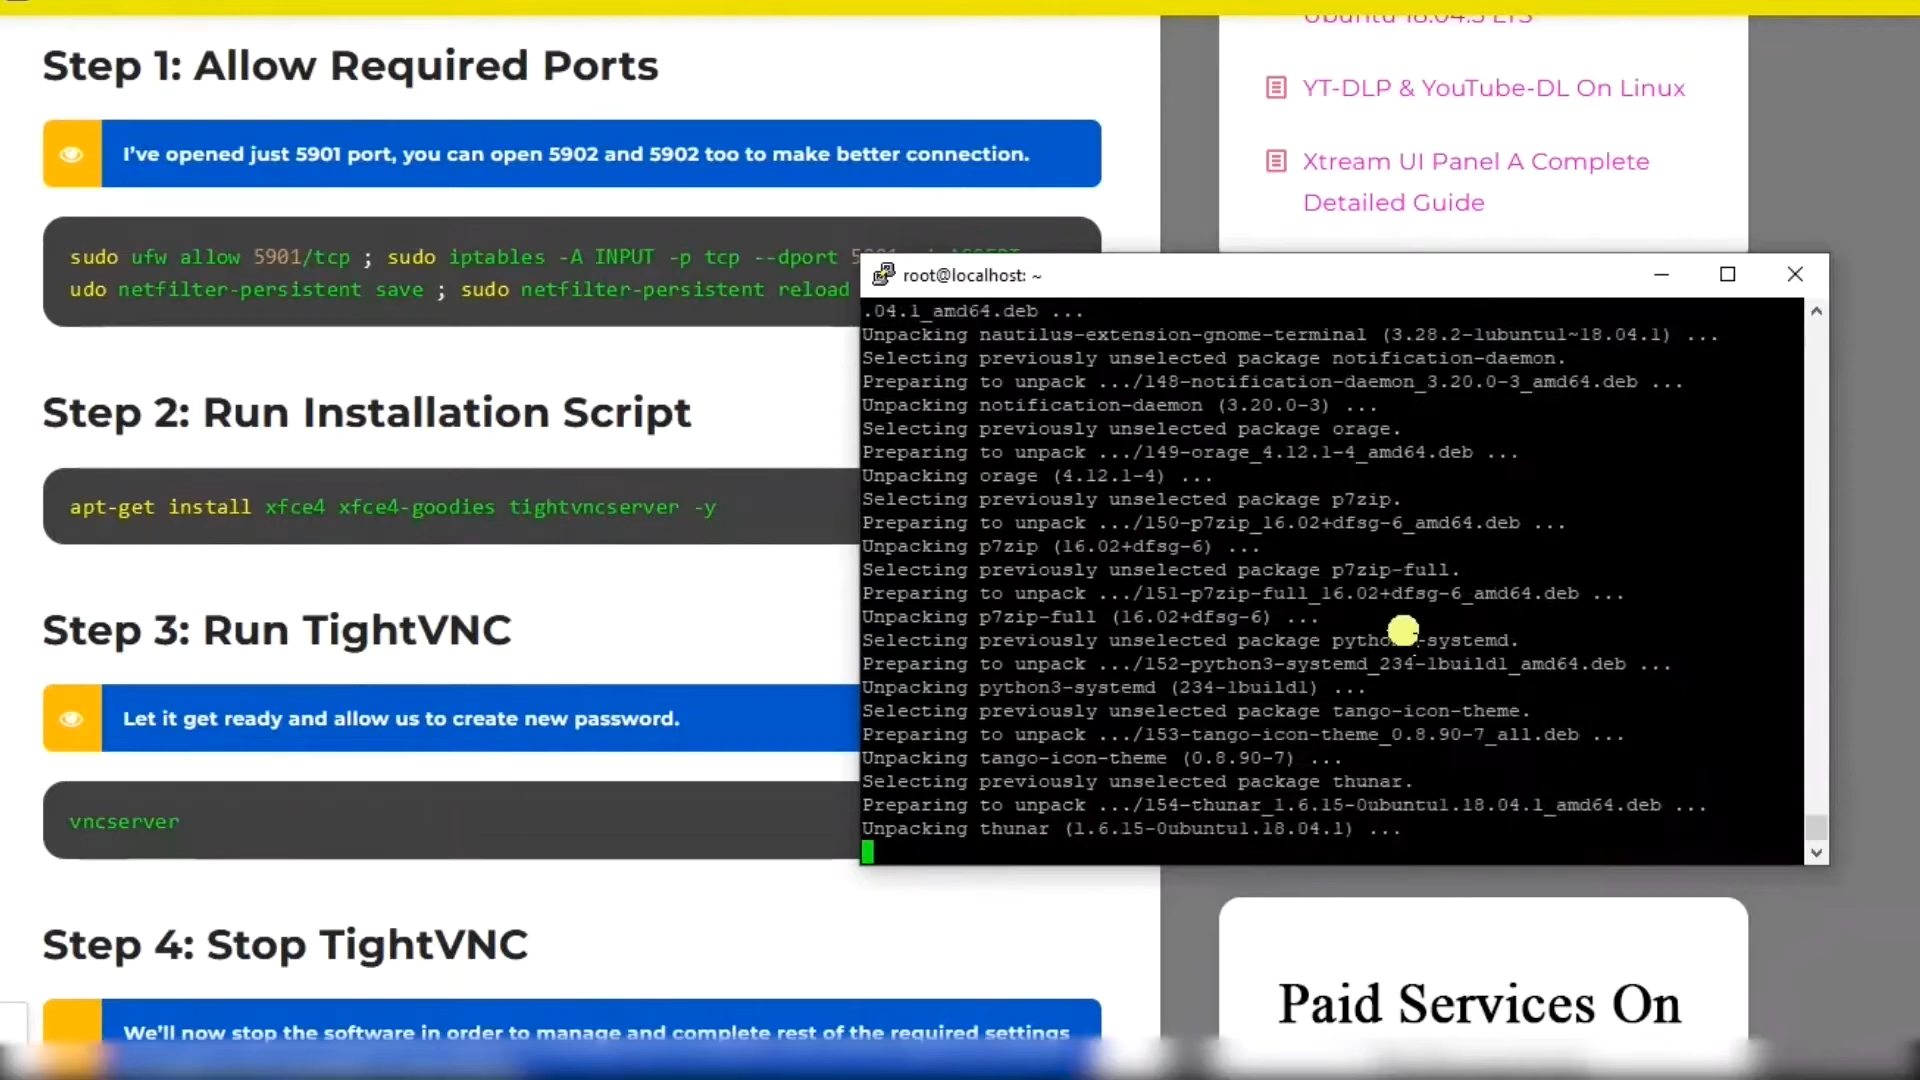 Step 1: Allow Required Ports
I've opened just 5901 port, you can open 5902 and 5902 too to make better connection.
sudo ufw allow 5901/tcp ; sudo iptables -A INPUT -p tcp --dport
udo netfilter-persistent save ; sudo netfilter-persistent reload
Step 2: Run Installation Script
apt-get install xfce4 xfce4-goodies tightvncserver -y
Step 3: Run TightVNC
Let it get ready and allow us to create new password.
vncserver
Step 4: Stop TightVNC
We'll now stop the software in order to manage and complete rest of the required settings
Ubuntu 18.04.5 LTS
YT-DLP & YouTube-DL On Linux
Xtream UI Panel A Complete
Detailed Guide
root@localhost: ~
.04.1_amd64.deb ...
Unpacking nautilus-extension-gnome-terminal (3.28.2-1ubuntu1~18.04.1) ...
Selecting previously unselected package notification-daemon.
Preparing to unpack .../148-notification-daemon_3.20.0-3_amd64.deb ...
Unpacking notification-daemon (3.20.0-3) ...
Selecting previously unselected package orage.
Preparing to unpack .../149-orage_4.12.1-4_amd64.deb ...
Unpacking orage (4.12.1-4) ...
Selecting previously unselected package p7zip.
Preparing to unpack .../150-p7zip_16.02+dfsg-6_amd64.deb ...
Unpacking p7zip (16.02+dfsg-6) ...
Selecting previously unselected package p7zip-full.
Preparing to unpack .../151-p7zip-full_16.02+dfsg-6_amd64.deb ...
Unpacking p7zip-full (16.02+dfsg-6) ...
Selecting previously unselected package python3-systemd.
Preparing to unpack .../152-python3-systemd_234-1build1_amd64.deb ...
Unpacking python3-systemd (234-1build1) ...
Selecting previously unselected package tango-icon-theme.
Preparing to unpack .../153-tango-icon-theme_0.8.90-7_all.deb ...
Unpacking tango-icon-theme (0.8.90-7) ...
Selecting previously unselected package thunar.
Preparing to unpack .../154-thunar_1.6.15-0ubuntu1.18.04.1_amd64.deb ...
Unpacking thunar (1.6.15-0ubuntu1.18.04.1) ...
Paid Services On